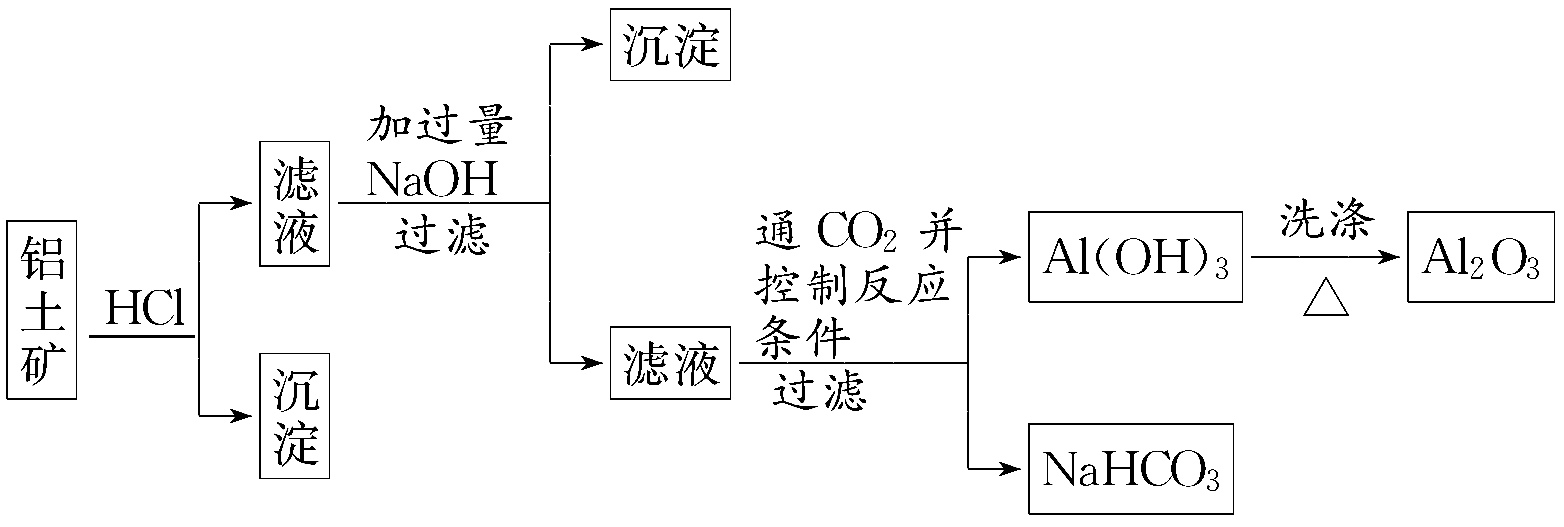 铝土矿
HCl
滤液
沉淀
加过量
NaOH
过滤
沉淀
滤液
通 CO₂ 并
控制反应
条件
过滤
Al(OH)₃
NaHCO₃
洗涤
△
Al₂O₃